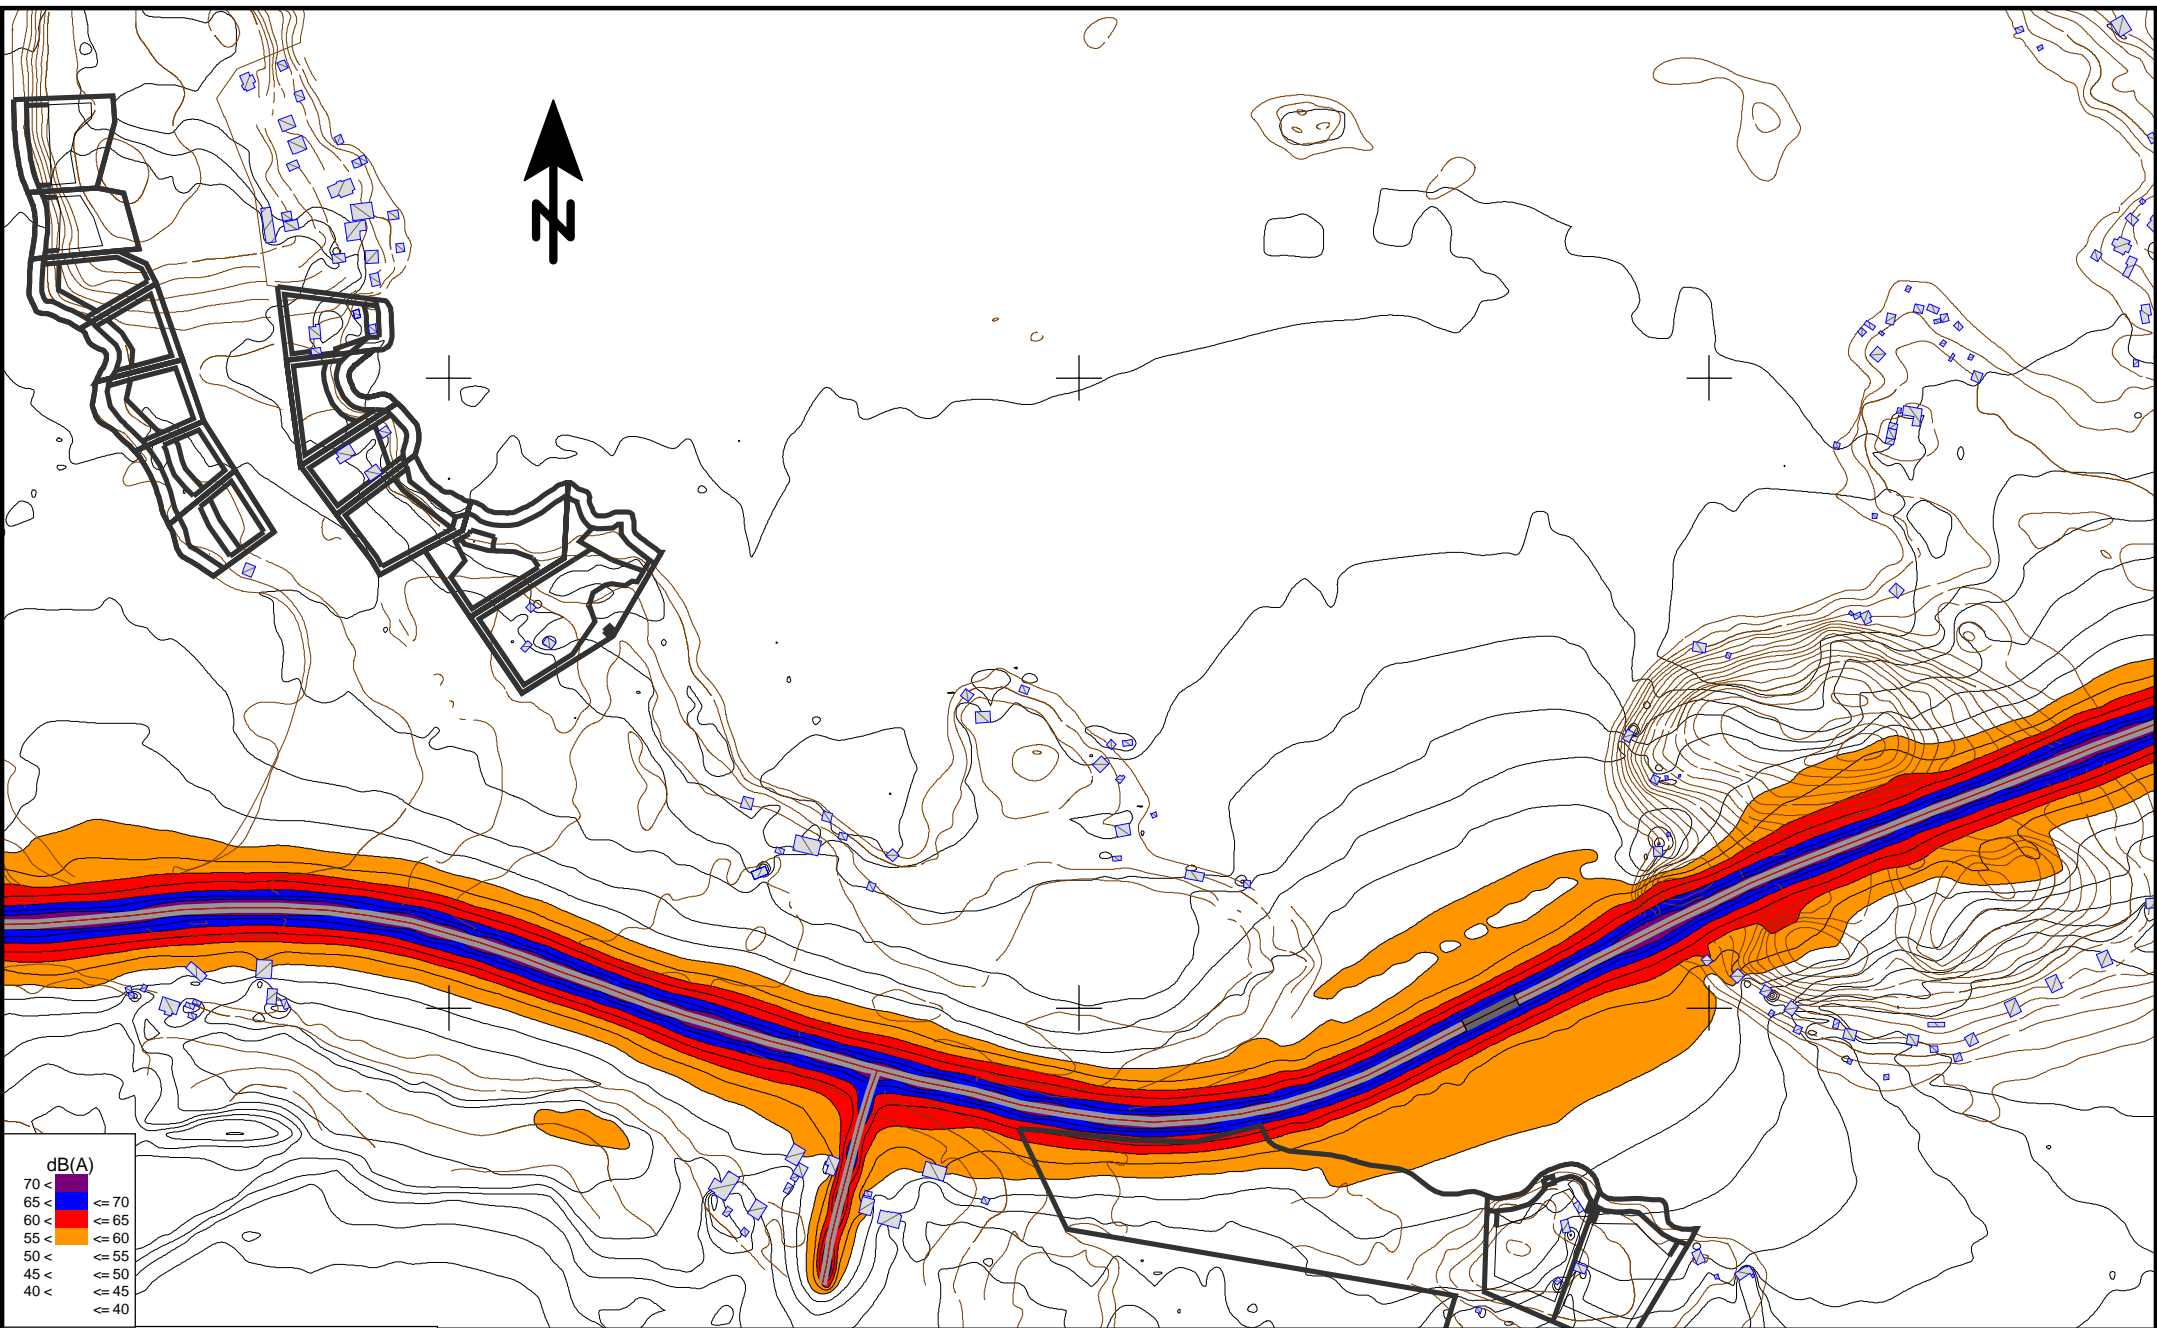 N
dB(A)
70 <
65 < <= 70
60 < <= 65
55 < <= 60
50 < <= 55
45 < <= 50
40 < <= 45
<= 40